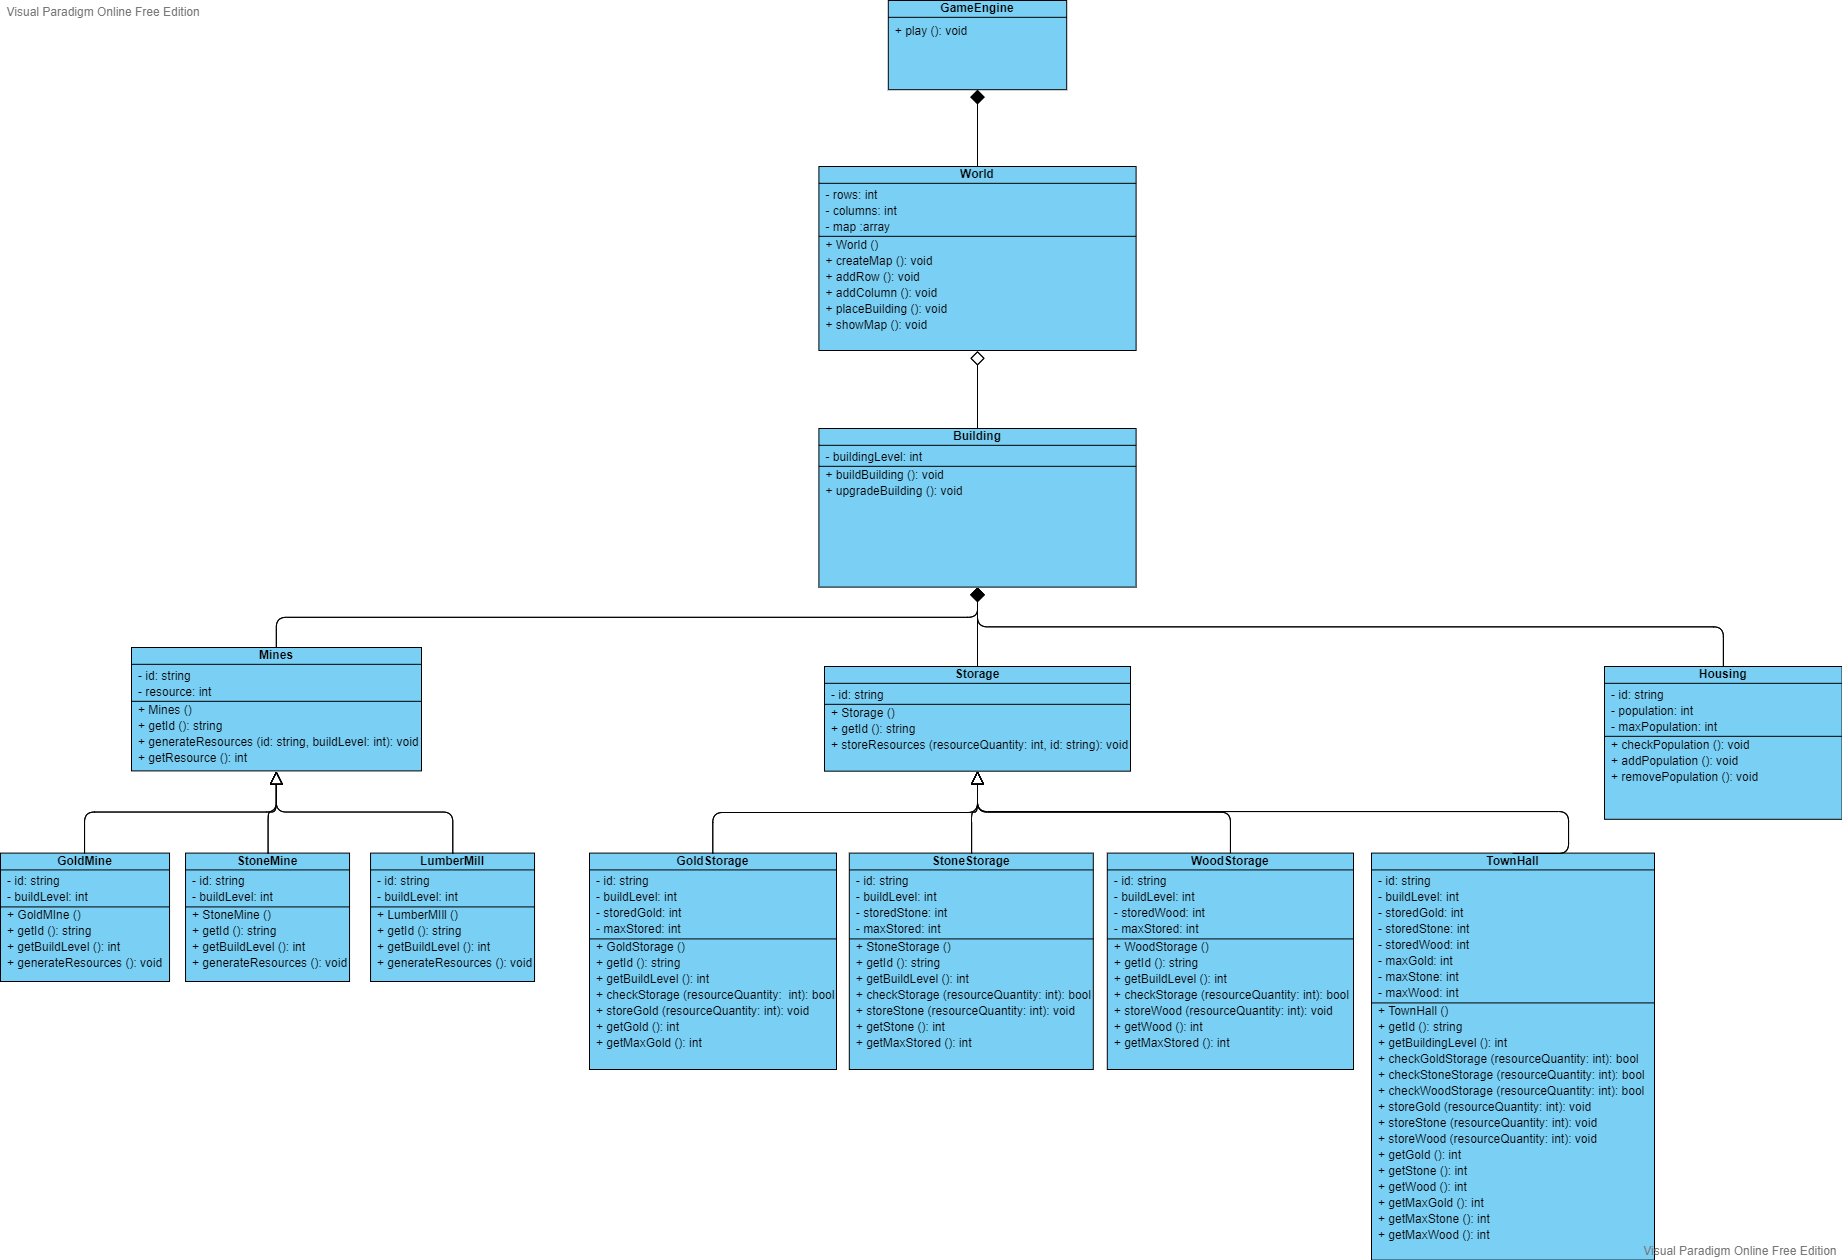 Visual Paradigm Online Free Edition
GameEngine
+ play (): void
World
- rows: int
- columns: int
- map :array
+ World ()
+ createMap (): void
+ addRow (): void
+ addColumn (): void
+ placeBuilding (): void
+ showMap (): void
Building
- buildingLevel: int
+ buildBuilding (): void
+ upgradeBuilding (): void
Mines
- id: string
- resource: int
+ Mines ()
+ getId (): string
+ generateResources (id: string, buildLevel: int): void
+ getResource (): int
Storage
- id: string
+ Storage ()
+ getId (): string
+ storeResources (resourceQuantity: int, id: string): void
Housing
- id: string
- population: int
- maxPopulation: int
+ checkPopulation (): void
+ addPopulation (): void
+ removePopulation (): void
GoldMine
- id: string
- buildLevel: int
+ GoldMIne ()
+ getId (): string
+ getBuildLevel (): int
+ generateResources (): void
StoneMine
- id: string
- buildLevel: int
+ StoneMine ()
+ getId (): string
+ getBuildLevel (): int
+ generateResources (): void
LumberMill
- id: string
- buildLevel: int
+ LumberMIll ()
+ getId (): string
+ getBuildLevel (): int
+ generateResources (): void
GoldStorage
- id: string
- buildLevel: int
- storedGold: int
- maxStored: int
+ GoldStorage ()
+ getId (): string
+ getBuildLevel (): int
+ checkStorage (resourceQuantity:  int): bool
+ storeGold (resourceQuantity: int): void
+ getGold (): int
+ getMaxGold (): int
StoneStorage
- id: string
- buildLevel: int
- storedStone: int
- maxStored: int
+ StoneStorage ()
+ getId (): string
+ getBuildLevel (): int
+ checkStorage (resourceQuantity: int): bool
+ storeStone (resourceQuantity: int): void
+ getStone (): int
+ getMaxStored (): int
WoodStorage
- id: string
- buildLevel: int
- storedWood: int
- maxStored: int
+ WoodStorage ()
+ getId (): string
+ getBuildLevel (): int
+ checkStorage (resourceQuantity: int): bool
+ storeWood (resourceQuantity: int): void
+ getWood (): int
+ getMaxStored (): int
TownHall
- id: string
- buildLevel: int
- storedGold: int
- storedStone: int
- storedWood: int
- maxGold: int
- maxStone: int
- maxWood: int
+ TownHall ()
+ getId (): string
+ getBuildingLevel (): int
+ checkGoldStorage (resourceQuantity: int): bool
+ checkStoneStorage (resourceQuantity: int): bool
+ checkWoodStorage (resourceQuantity: int): bool
+ storeGold (resourceQuantity: int): void
+ storeStone (resourceQuantity: int): void
+ storeWood (resourceQuantity: int): void
+ getGold (): int
+ getStone (): int
+ getWood (): int
+ getMaxGold (): int
+ getMaxStone (): int
+ getMaxWood (): int
Visual Paradigm Online Free Edition